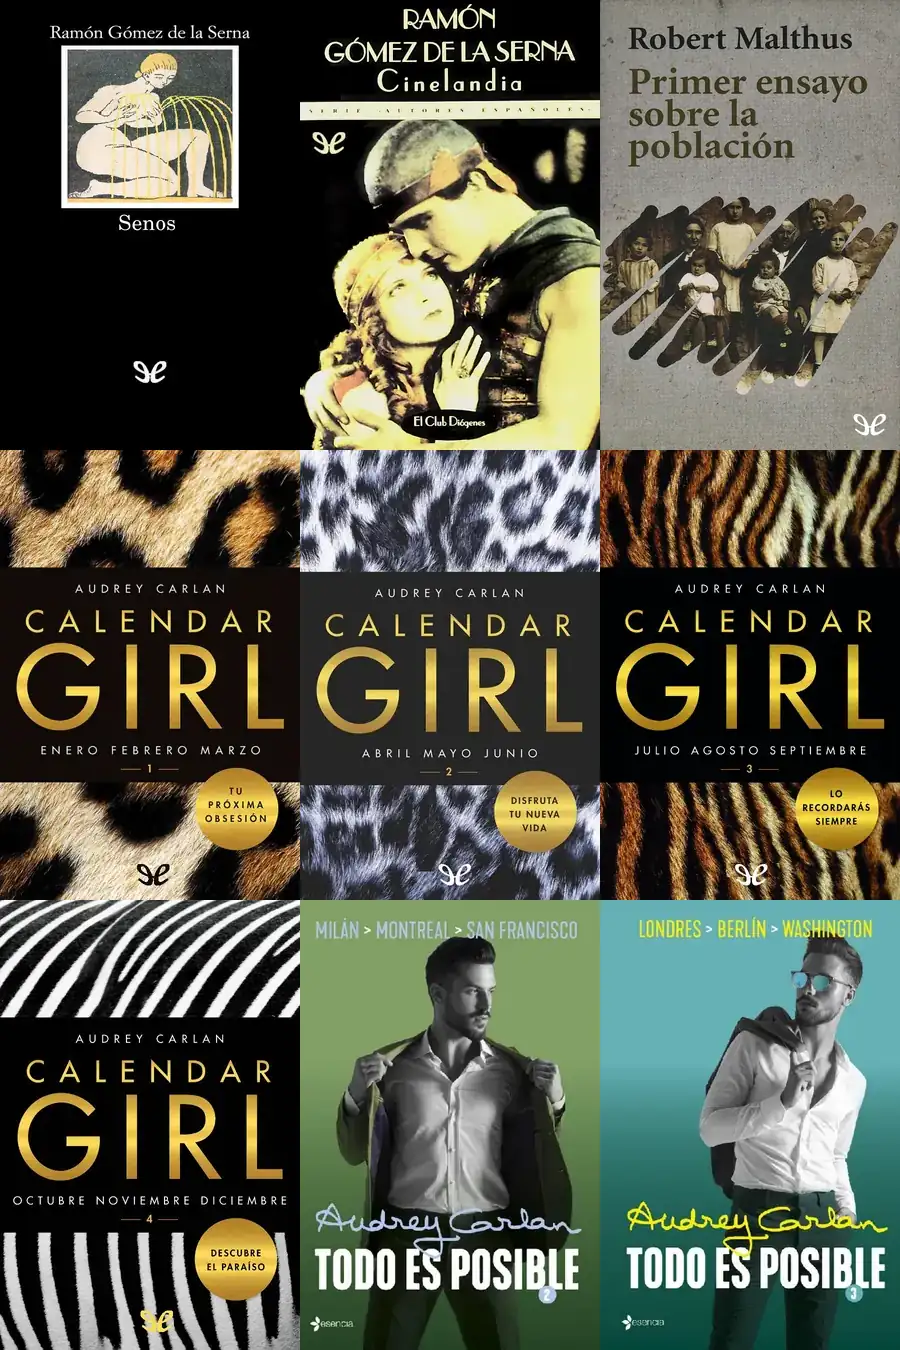 Ramón Gómez de la Serna
Senos
RAMÓN
GÓMEZ DE LA SERNA
Cinelandia
SERIE AUTORES ESPAÑOLES
El Club Diógenes
Robert Malthus
Primer ensayo
sobre la
población
AUDREY CARLAN
CALENDAR
GIRL
ENERO FEBRERO MARZO
1
TU
PRÓXIMA
OBSESIÓN
AUDREY CARLAN
CALENDAR
GIRL
ABRIL MAYO JUNIO
2
DISFRUTA
TU NUEVA
VIDA
AUDREY CARLAN
CALENDAR
GIRL
JULIO AGOSTO SEPTIEMBRE
3
LO
RECORDARÁS
SIEMPRE
AUDREY CARLAN
CALENDAR
GIRL
OCTUBRE NOVIEMBRE DICIEMBRE
4
DESCUBRE
EL PARAÍSO
MILÁN > MONTREAL > SAN FRANCISCO
Audrey Carlan
TODO ES POSIBLE
2
esencia
LONDRES > BERLÍN > WASHINGTON
Audrey Carlan
TODO ES POSIBLE
3
esencia